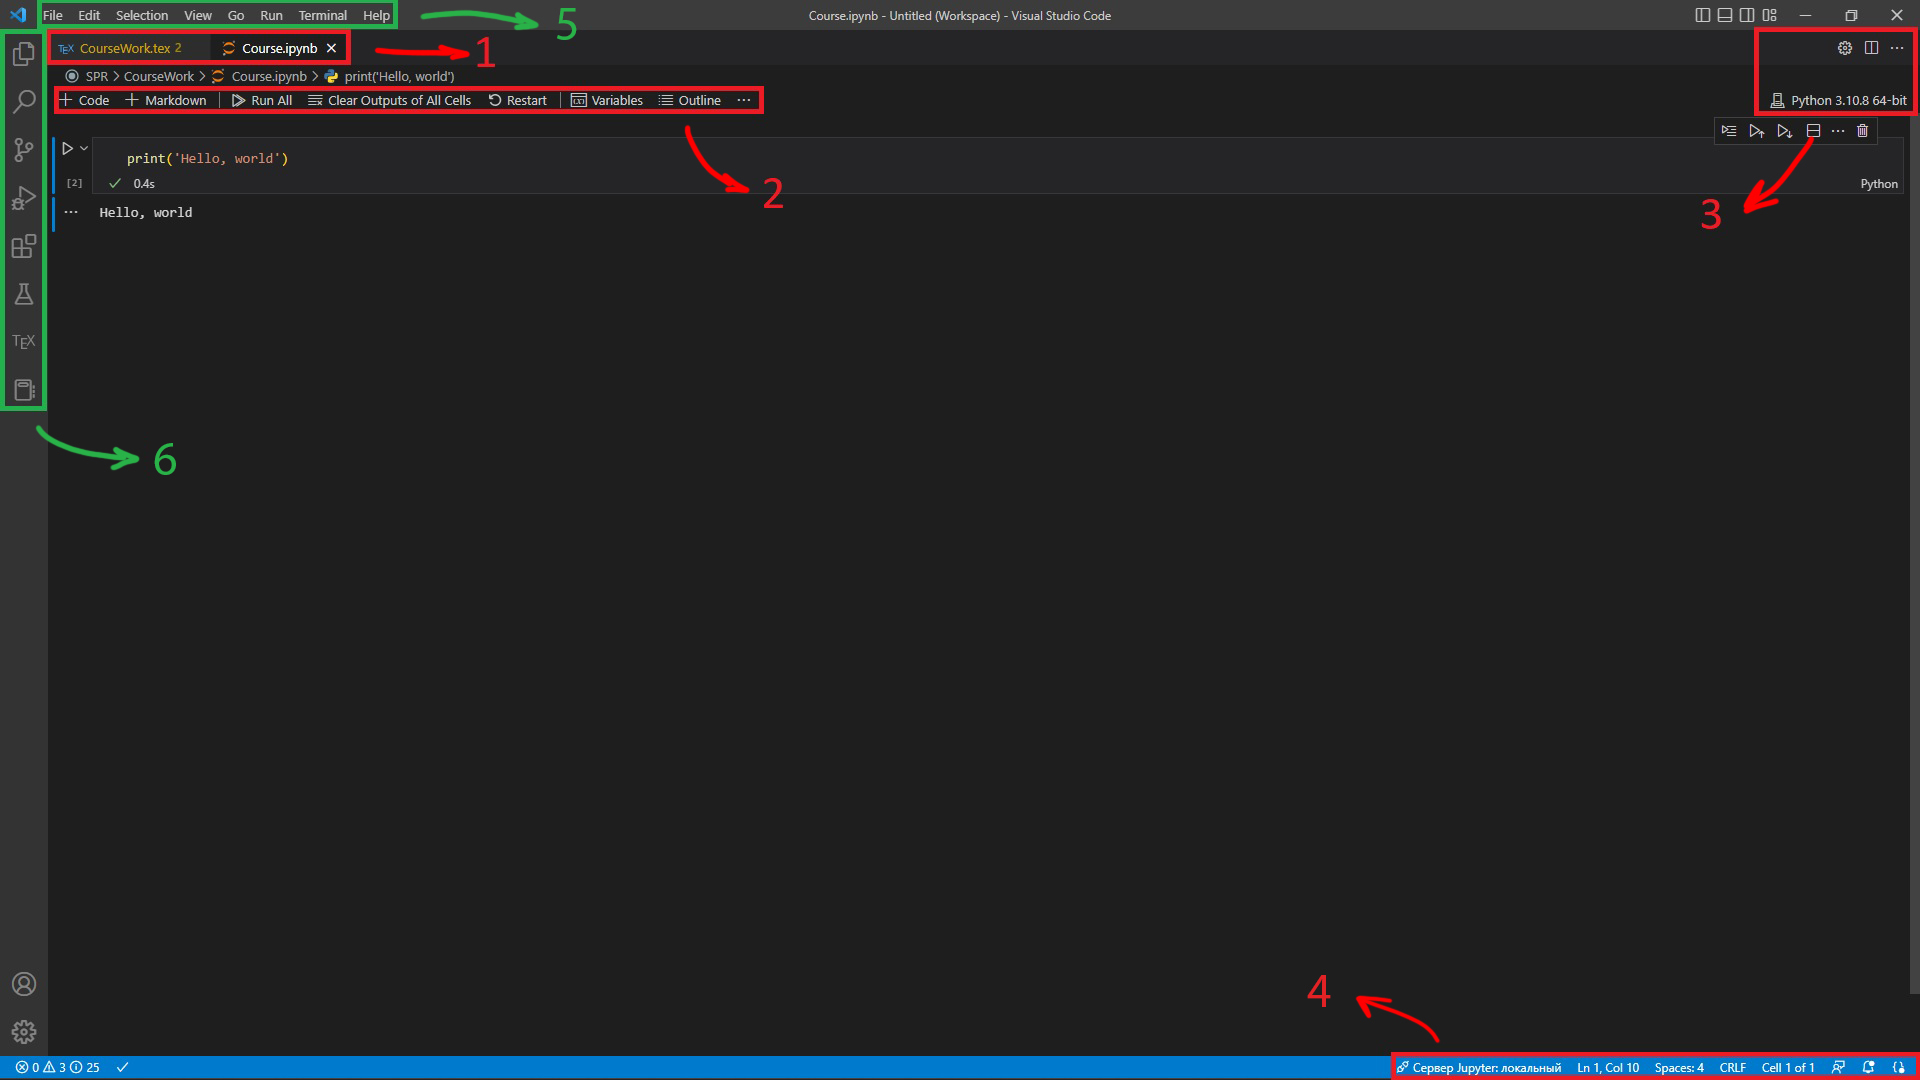 File Edit Selection View Go Run Terminal Help
Course.ipynb - Untitled (Workspace) - Visual Studio Code
5
TEX CourseWork.tex 2 Course.ipynb
1
SPR > CourseWork > Course.ipynb > print('Hello, world')
Code Markdown Run All Clear Outputs of All Cells Restart Variables Outline ...
Python 3.10.8 64-bit
print('Hello, world')
[2] 0.4s
Python
2
3
Hello, world
TEX
6
4
0 3 25
Сервер Jupyter: локальный Ln 1, Col 10 Spaces: 4 CRLF Cell 1 of 1